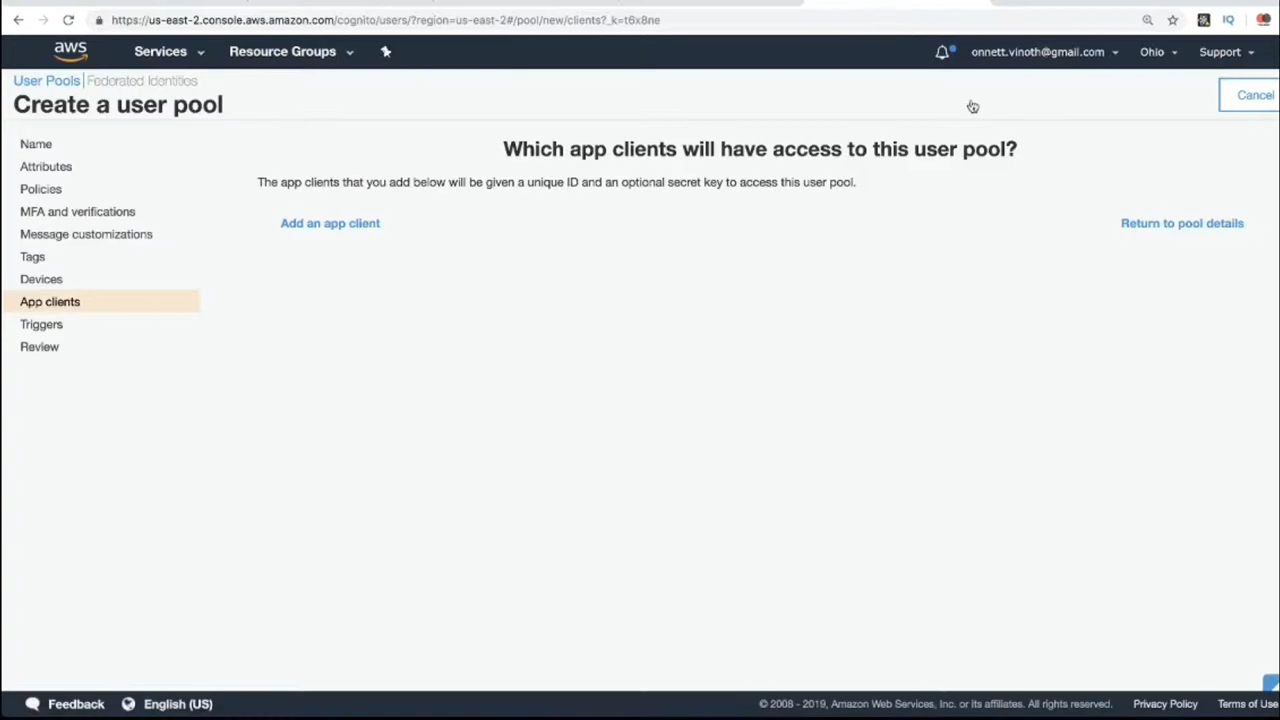 https://us-east-2.console.aws.amazon.com/cognito/users/?region=us-east-2#/pool/new/clients?_k=t6x8ne
IQ
aws Services Resource Groups onnett.vinoth@gmail.com Ohio Support
User Pools | Federated Identities
Create a user pool
Cancel
Name
Attributes
Policies
MFA and verifications
Message customizations
Tags
Devices
App clients
Triggers
Review
Which app clients will have access to this user pool?
The app clients that you add below will be given a unique ID and an optional secret key to access this user pool.
Add an app client Return to pool details
Feedback English (US) © 2008 - 2019, Amazon Web Services, Inc. or its affiliates. All rights reserved. Privacy Policy Terms of Use